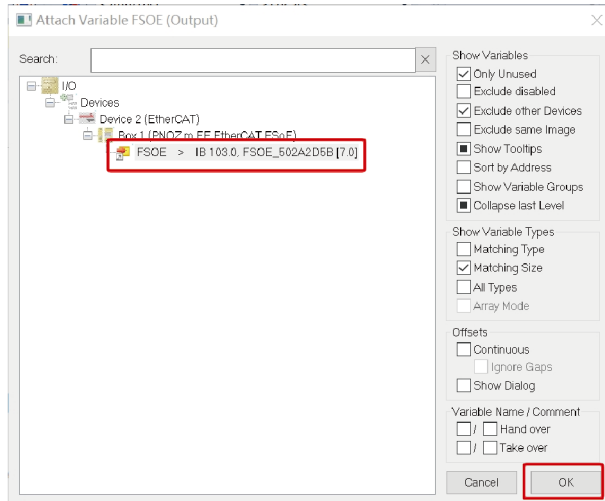 Attach Variable FSOE (Output)
Search:
I/O
Devices
Device 2 (EtherCAT)
Box 1 (PNOZ m EF EtherCAT FSoE)
FSOE > IB 103.0, FSOE_502A2D5B [7.0]
Show Variables
Only Unused
Exclude disabled
Exclude other Devices
Exclude same Image
Show Tooltips
Sort by Address
Show Variable Groups
Collapse last Level
Show Variable Types
Matching Type
Matching Size
All Types
Array Mode
Offsets
Continuous
Ignore Gaps
Show Dialog
Variable Name / Comment
/ Hand over
/ Take over
Cancel
OK